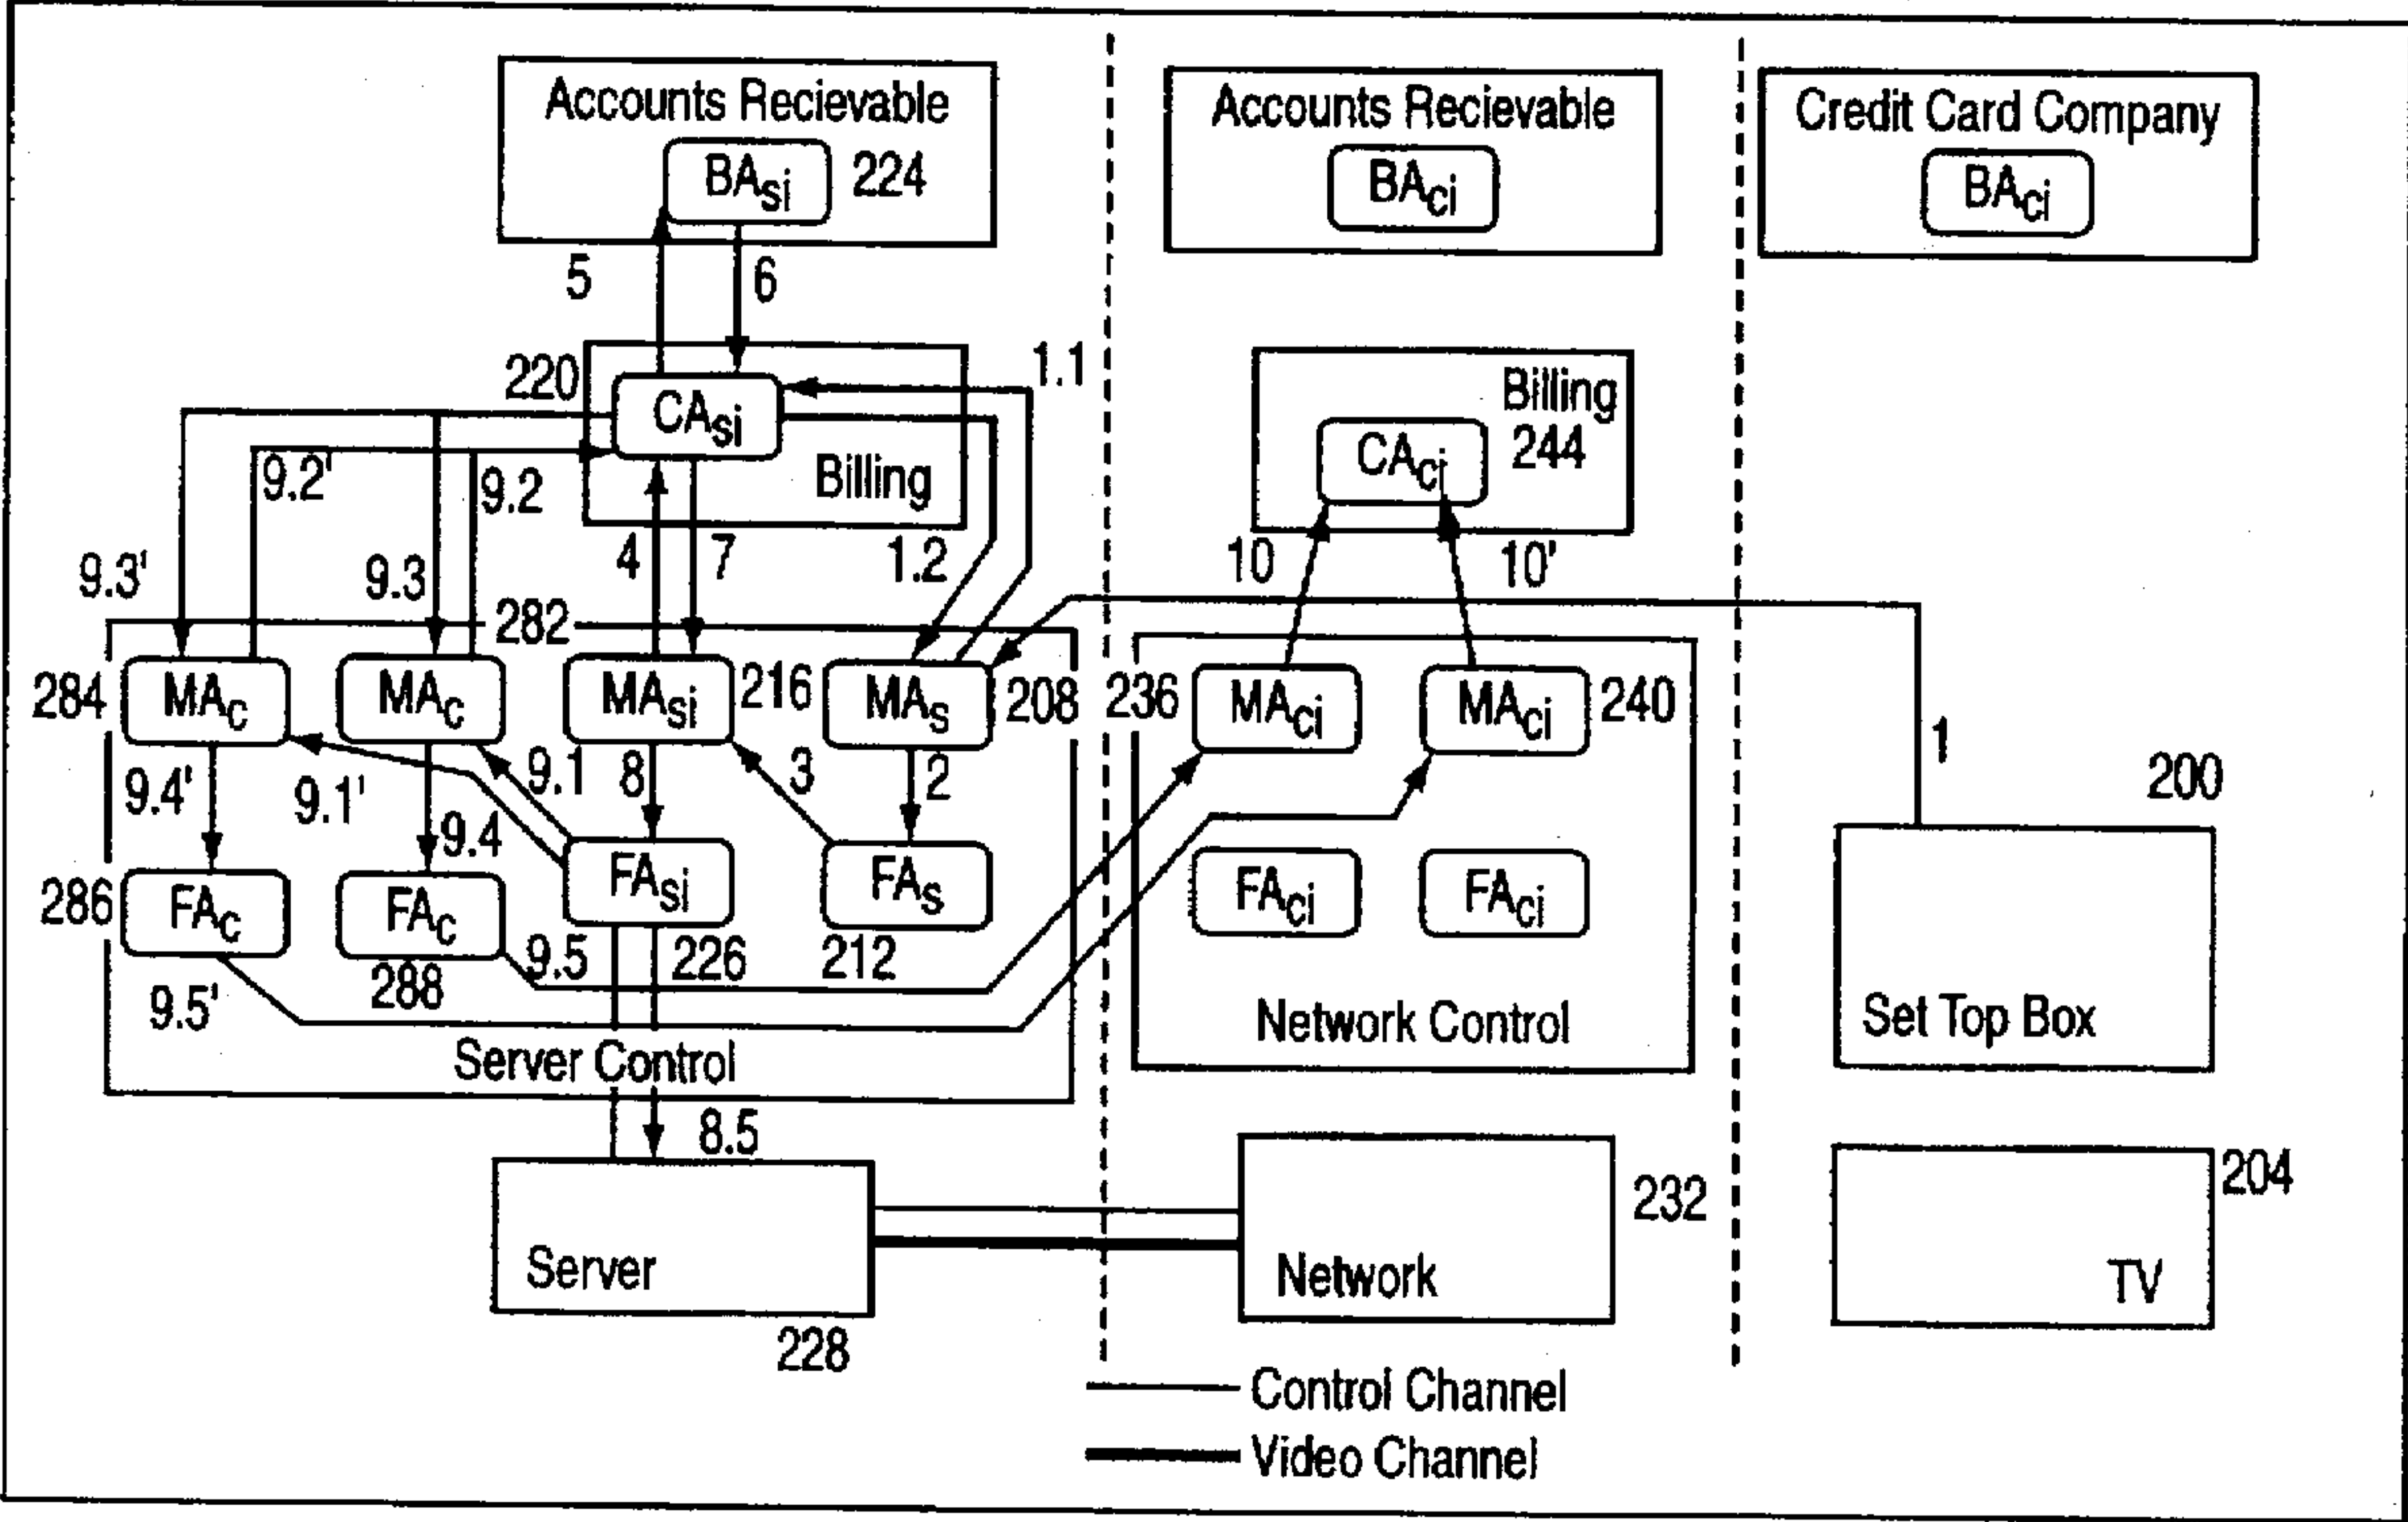 Accounts Recievable
BAsi 224
Accounts Recievable
BAci
Credit Card Company
BAci
5
6
220
1.1
CAsi
Billing
Billing
CAci 244
9.2'
9.2
9.3'
9.3
4
7
1.2
10
10'
282
284
MAc
MAc
MAsi 216
MAs 208
236
MAci
MAci 240
1
200
9.4'
9.1'
9.4
9.1
8
3
2
286
FAc
FAc
288
FAsi
226
FAs
212
FAci
FAci
9.5'
9.5
Server Control
Network Control
Set Top Box
8.5
Server
228
Network
232
TV
204
Control Channel
Video Channel